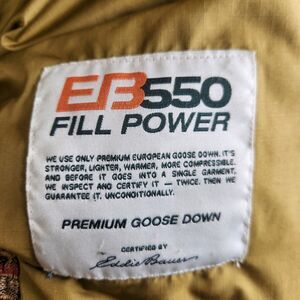 EB550
FILL POWER
WE USE ONLY PREMIUM EUROPEAN GOOSE DOWN. IT'S
STRONGER, LIGHTER, WARMER, MORE COMPRESSIBLE.
AND BEFORE IT GOES INTO A SINGLE GARMENT,
WE INSPECT AND CERTIFY IT — TWICE. THEN WE
GUARANTEE IT. UNCONDITIONALLY.
PREMIUM GOOSE DOWN
CERTIFIED BY
Eddie Bauer